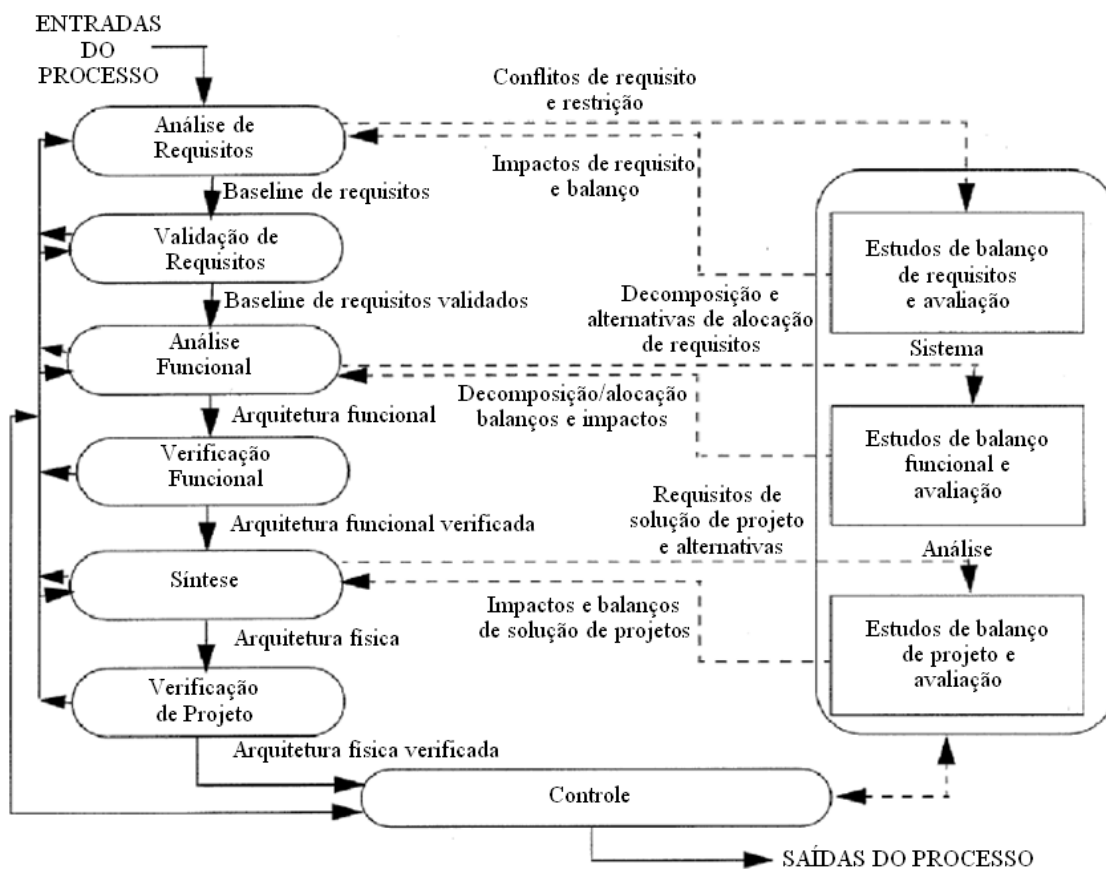 ENTRADAS
DO
PROCESSO
Análise de
Requisitos
Baseline de requisitos
Validação de
Requisitos
Baseline de requisitos validados
Análise
Funcional
Arquitetura funcional
Verificação
Funcional
Arquitetura funcional verificada
Síntese
Arquitetura física
Verificação
de Projeto
Arquitetura física verificada
Controle
SAÍDAS DO PROCESSO
Conflitos de requisito
e restrição
Impactos de requisito
e balanço
Decomposição e
alternativas de alocação
de requisitos
Decomposição/alocação
balanços e impactos
Requisitos de
solução de projeto
e alternativas
Impactos e balanços
de solução de projetos
Estudos de balanço
de requisitos
e avaliação
Sistema
Estudos de balanço
funcional e
avaliação
Análise
Estudos de balanço
de projeto e
avaliação